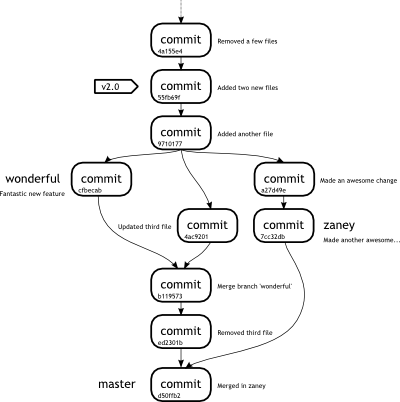 commit
4a155e4
Removed a few files
v2.0
commit
55fb69f
Added two new files
commit
9710177
Added another file
wonderful
Fantastic new feature
commit
cfbecab
commit
a27d49e
Made an awesome change
Updated third file
commit
4ac9201
commit
7cc32db
zaney
Made another awesome...
commit
b119573
Merge branch 'wonderful'
commit
ed2301b
Removed third file
master
commit
d50ffb2
Merged in zaney